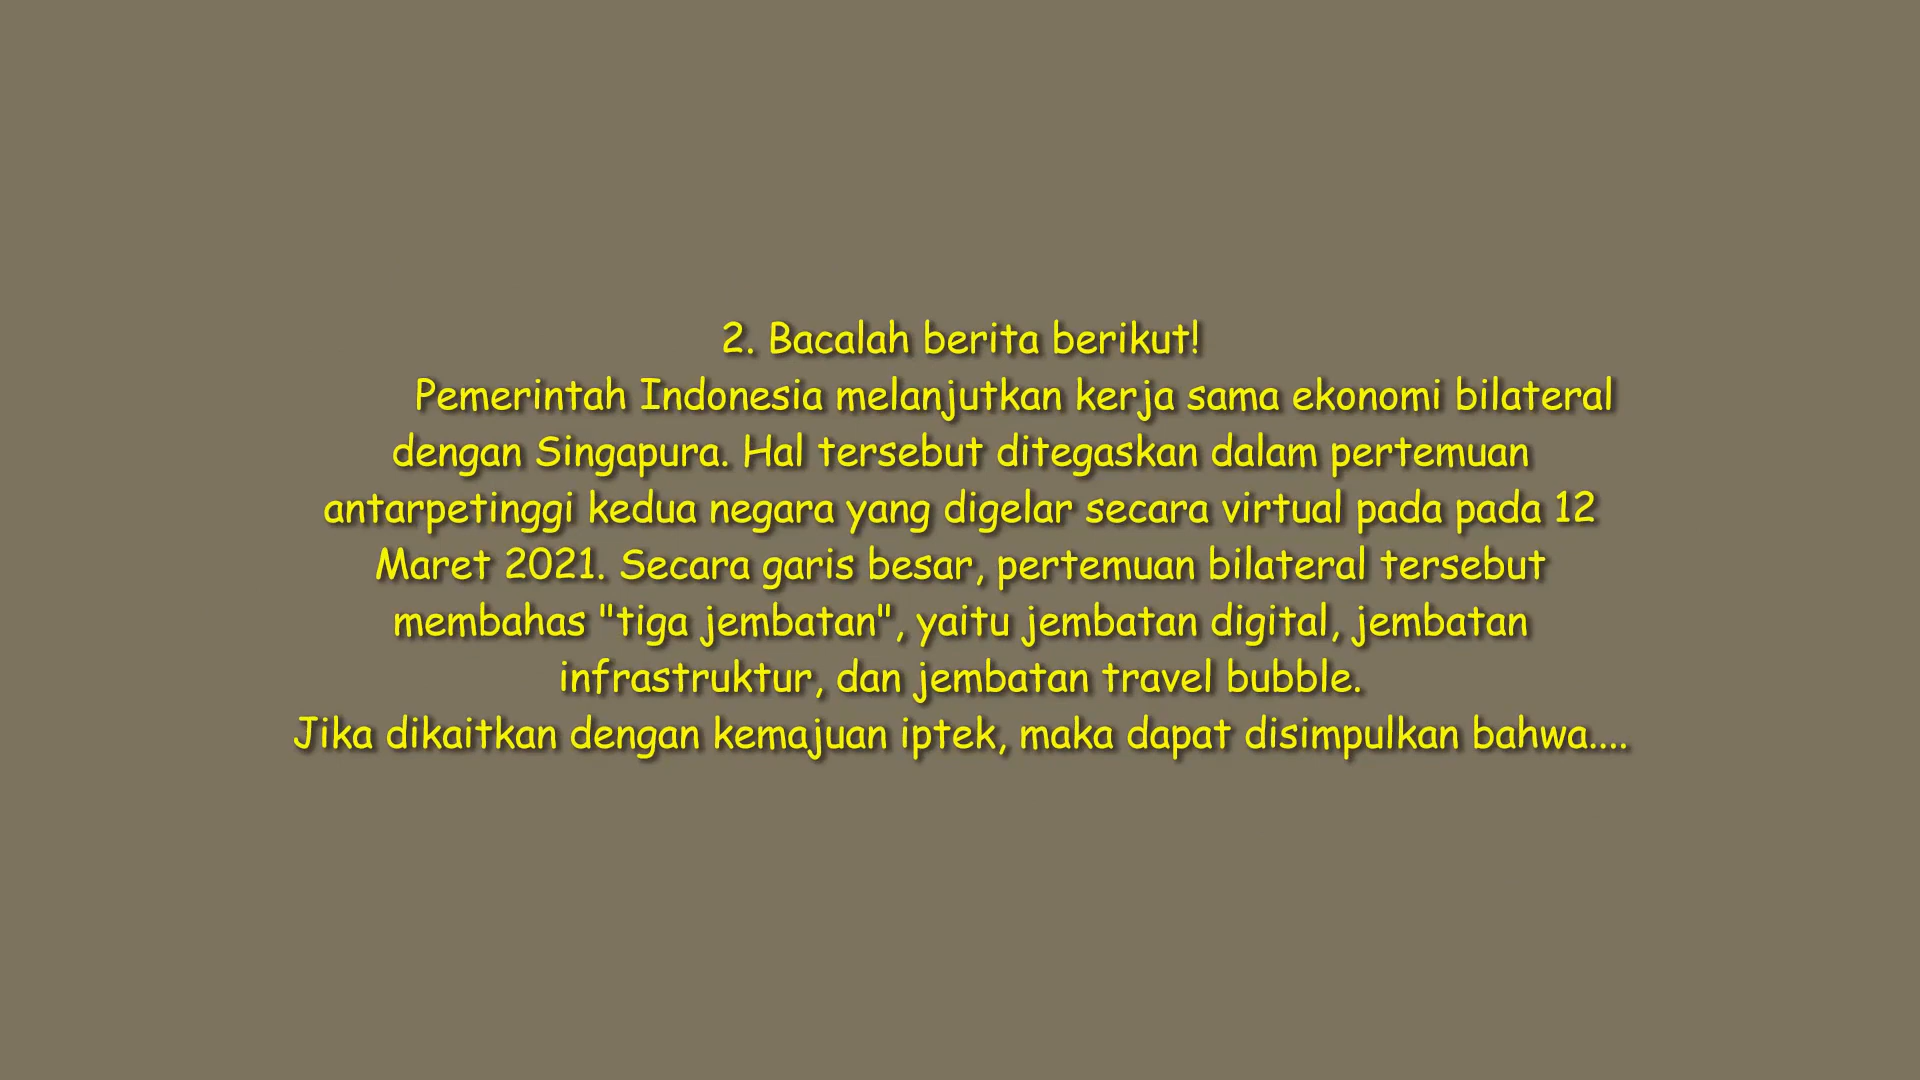 2. Bacalah berita berikut!
Pemerintah Indonesia melanjutkan kerja sama ekonomi bilateral
dengan Singapura. Hal tersebut ditegaskan dalam pertemuan
antarpetinggi kedua negara yang digelar secara virtual pada pada 12
Maret 2021. Secara garis besar, pertemuan bilateral tersebut
membahas "tiga jembatan", yaitu jembatan digital, jembatan
infrastruktur, dan jembatan travel bubble.
Jika dikaitkan dengan kemajuan iptek, maka dapat disimpulkan bahwa....